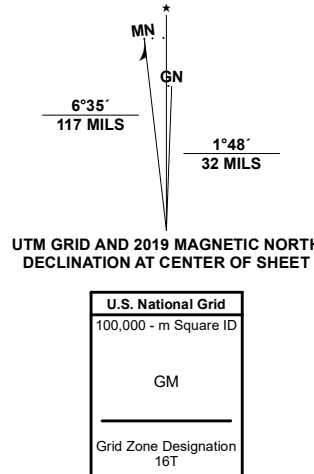 ★
MN
GN
6°35´
117 MILS
1°48´
32 MILS
UTM GRID AND 2019 MAGNETIC NORTH
DECLINATION AT CENTER OF SHEET
U.S. National Grid
100,000 - m Square ID
GM
Grid Zone Designation
16T